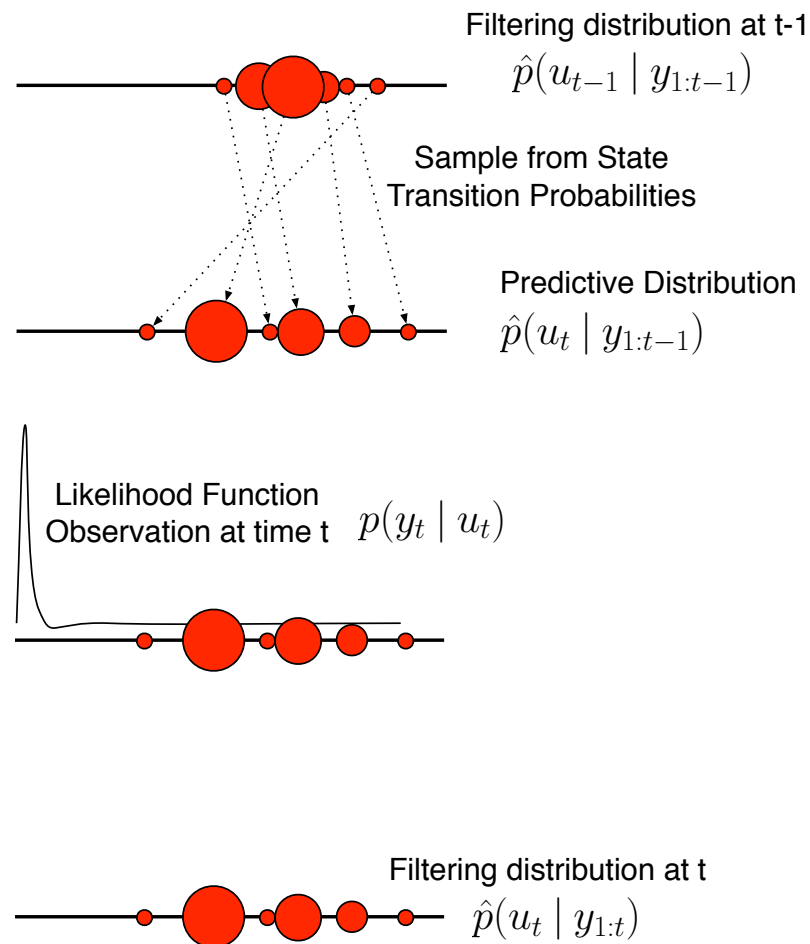 Filtering distribution at t-1
p̂(u_{t−1} | y_{1:t−1})
Sample from State
Transition Probabilities
Predictive Distribution
p̂(u_t | y_{1:t−1})
Likelihood Function
Observation at time t p(y_t | u_t)
Filtering distribution at t
p̂(u_t | y_{1:t})